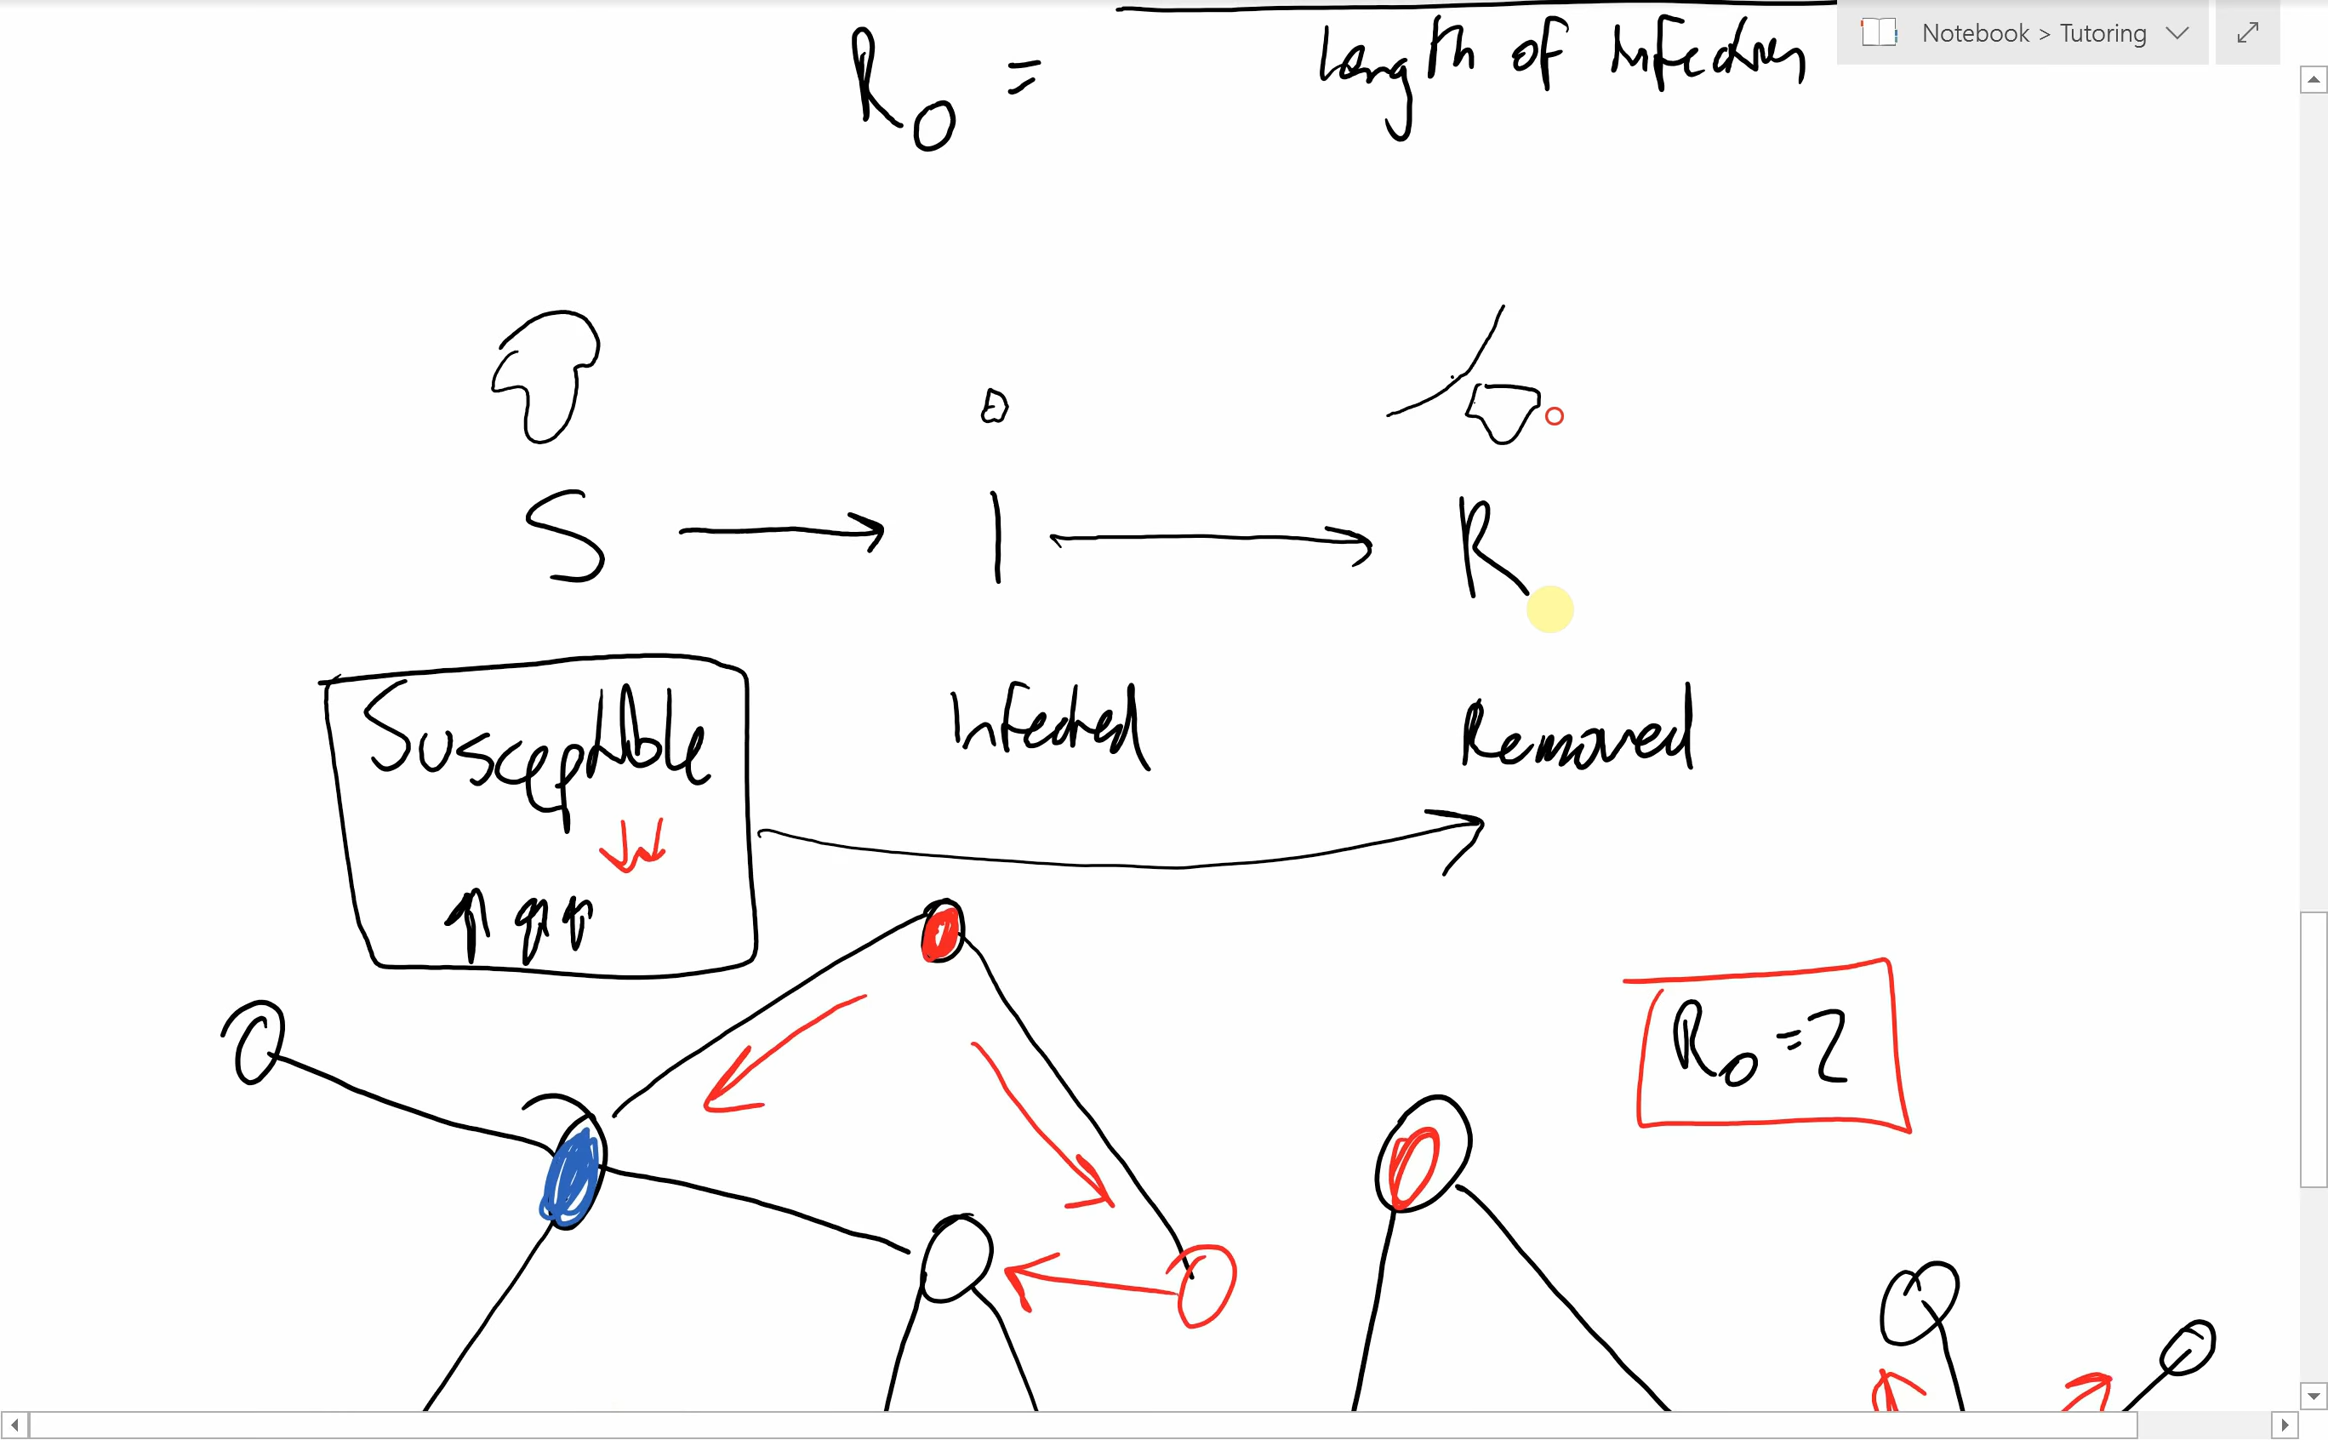 Notebook > Tutoring
R0 = length of infection
S → I → R
Susceptible Infected Removed
R0 = 2